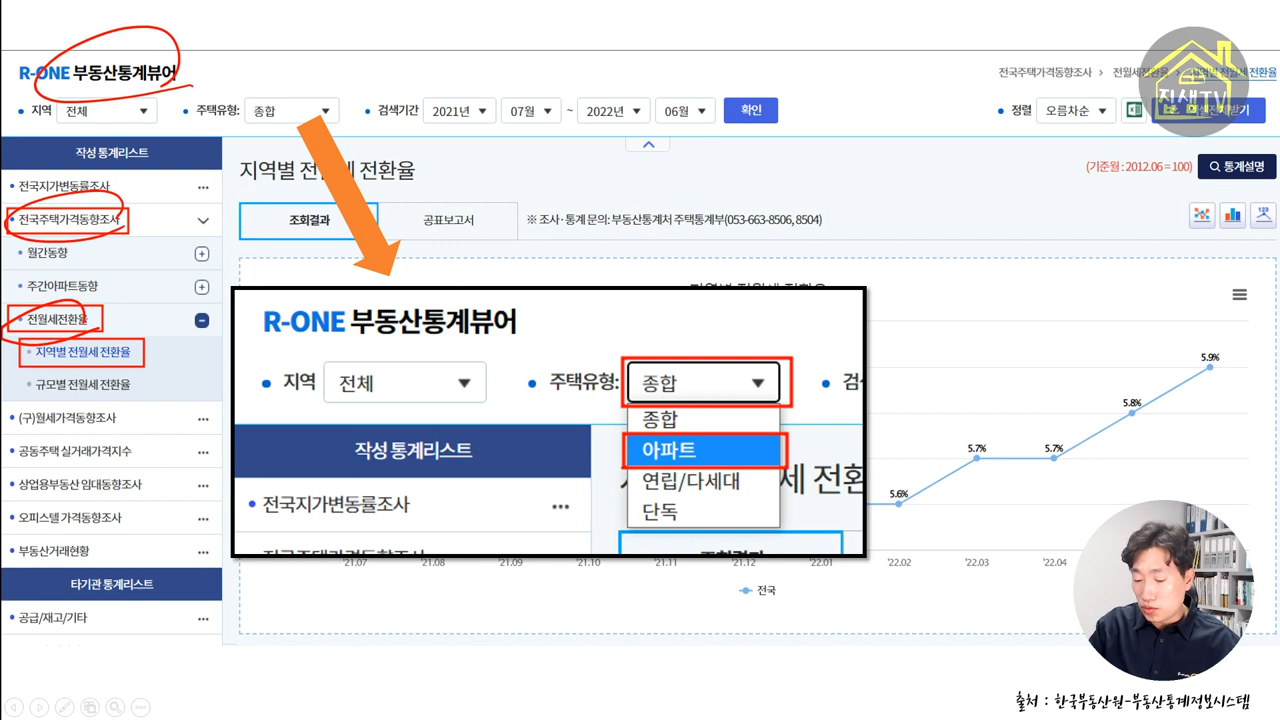 R-ONE 부동산통계뷰어
전국주택가격동향조사 > 전월세전환율 > 지역별 전월세 전환율
지역 전체 주택유형: 종합 검색기간 2021년 07월 ~ 2022년 06월 확인 정렬 오름차순
집새TV
작성 통계리스트
전국지가변동률조사
전국주택가격동향조사
월간동향
주간아파트동향
전월세전환율
지역별 전월세 전환율
규모별 전월세 전환율
(구)월세가격동향조사
공동주택 실거래가격지수
상업용부동산 임대동향조사
오피스텔 가격동향조사
부동산거래현황
타기관 통계리스트
공급/재고/기타
지역별 전월세 전환율
(기준월 : 2012.06 = 100) 통계설명
조회결과 공표보고서 ※ 조사 · 통계 문의: 부동산통계처 주택통계부(053-663-8506, 8504)
123
R-ONE 부동산통계뷰어
지역 전체 주택유형: 종합
종합
아파트
연립/다세대
단독
작성 통계리스트
전국지가변동률조사
세 전환
5.6% 5.7% 5.7% 5.8% 5.9%
'21.07 '21.08 '21.09 '21.10 '21.11 '21.12 '22.01 '22.02 '22.03 '22.04
전국
출처 : 한국부동산원-부동산통계정보시스템